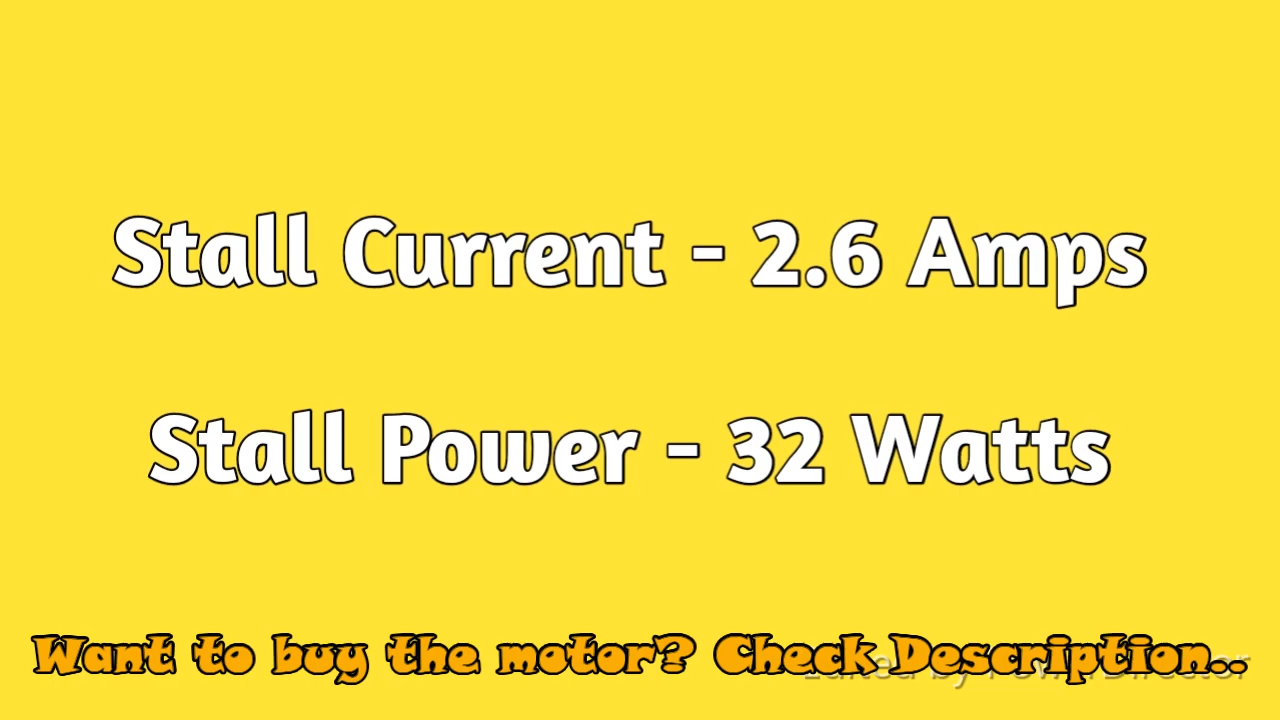 Stall Current - 2.6 Amps
Stall Power - 32 Watts
Want to buy the motor? Check Description..